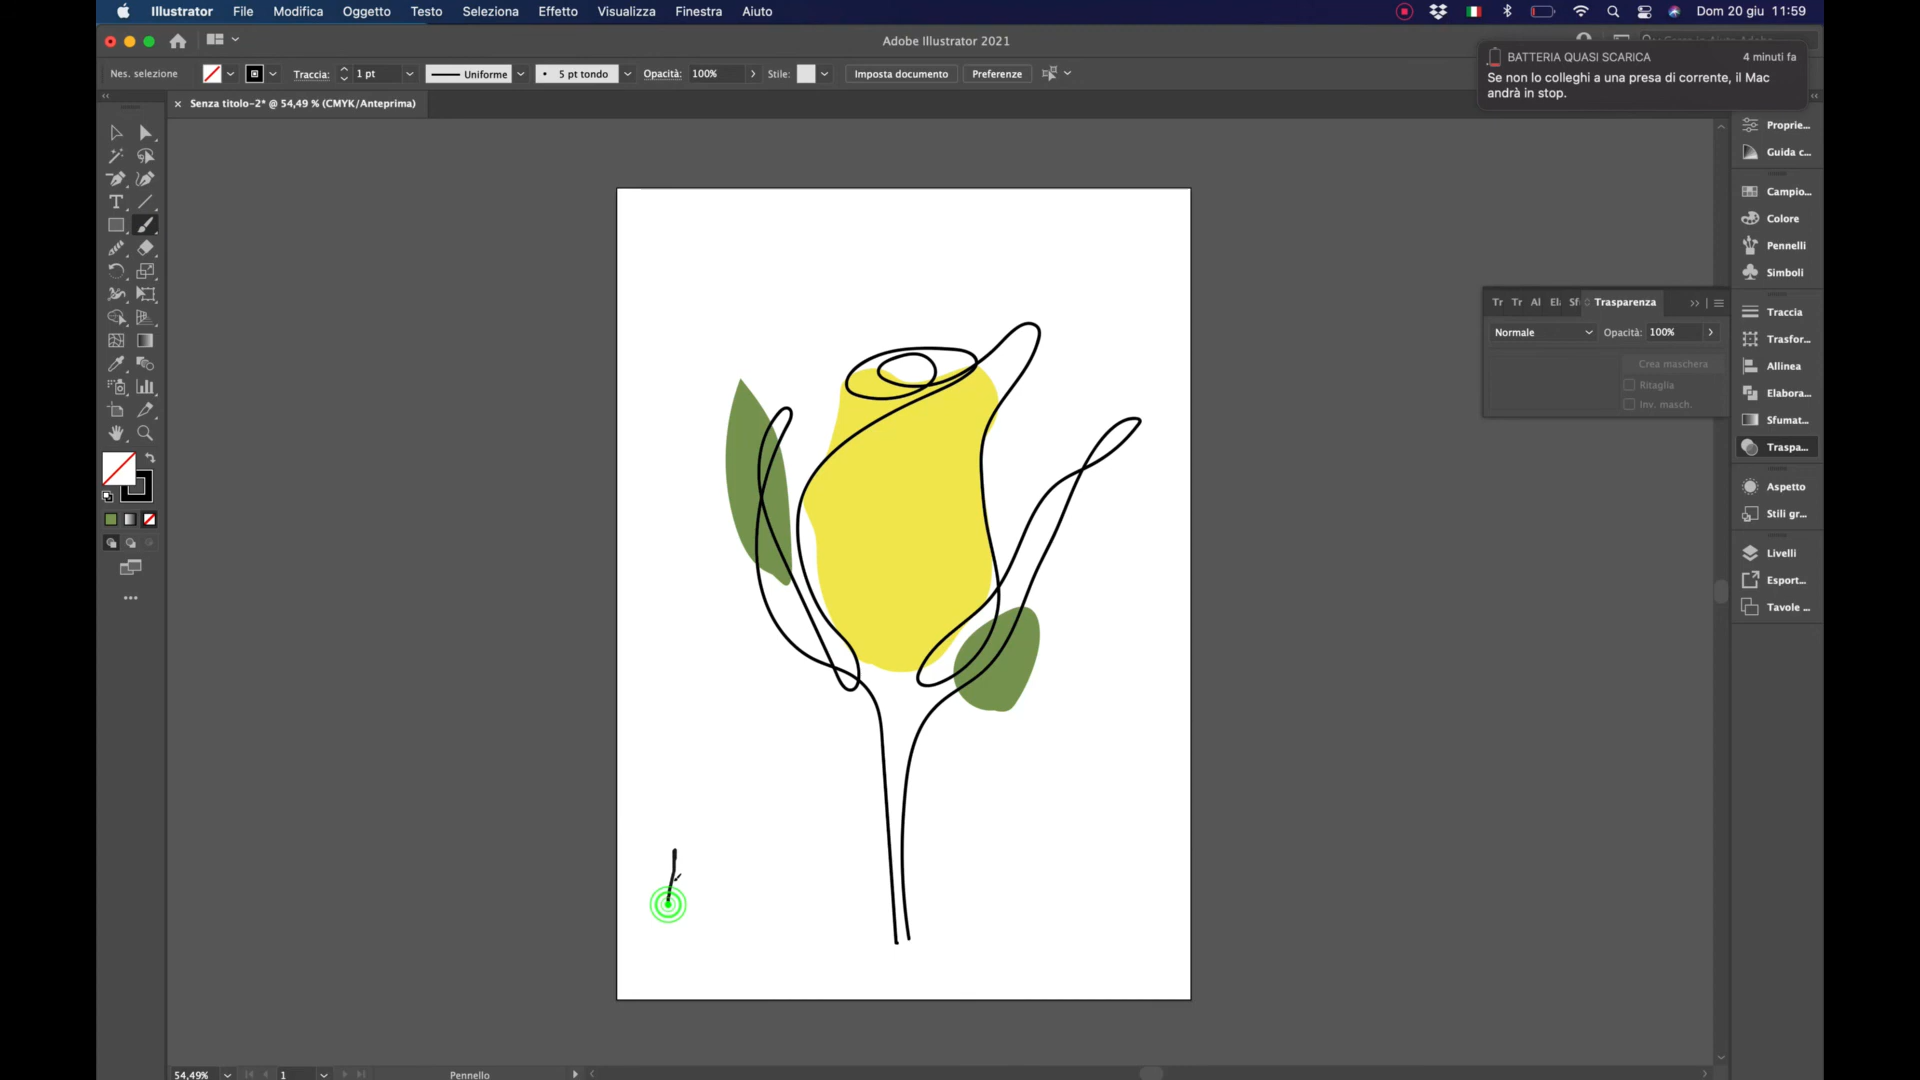 Illustrator File Modifica Oggetto Testo Seleziona Effetto Visualizza Finestra Aiuto Dom 20 giu 11:59
Adobe Illustrator 2021
Nes. selezione Traccia: 1 pt Uniforme 5 pt tondo Opacità: 100% Stile: Imposta documento Preferenze
BATTERIA QUASI SCARICA 4 minuti fa
Se non lo colleghi a una presa di corrente, il Mac
andrà in stop.
Senza titolo-2* @ 54,49 % (CMYK/Anteprima)
Proprie...
Guida c...
Campio...
Colore
Pennelli
Simboli
Tr Tr Al Trasparenza
Normale Opacità: 100%
Crea maschera
Ritaglia
Inv. masch.
Traccia
Trasfor...
Allinea
Elabora...
Sfumat...
Traspa...
Aspetto
Stili gr...
Livelli
Esport...
Tavole ...
54,49% 1 Pennello